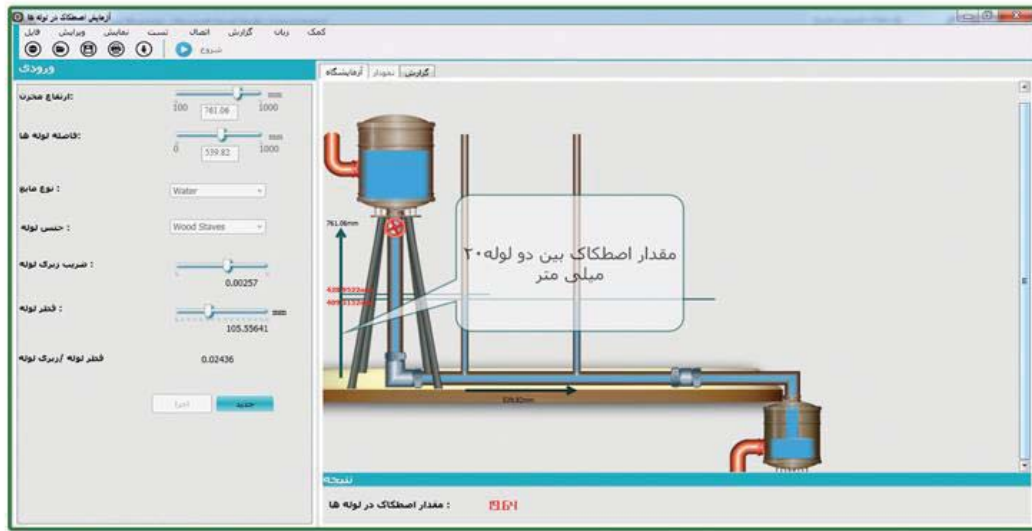 آزمایش اصطکاک در لوله ها
فایل ویرایش نمایش تست اتصال گزارش زبان کمک
شروع
ورودی
ارتفاع مخزن:
mm
100 761.06 1000
فاصله لوله ها:
mm
0 539.82 1000
نوع مایع :
Water
جنس لوله :
Wood Staves
ضریب زبری لوله :
0.00257
قطر لوله :
mm
105.55641
قطر لوله /زبری لوله
0.02436
جدید اجرا
آزمایشگاه نمودار گزارش
761.06mm
مقدار اصطکاک بین دو لوله۲۰
میلی متر
539.82mm
نتیجه
مقدار اصطکاک در لوله ها :
19.64